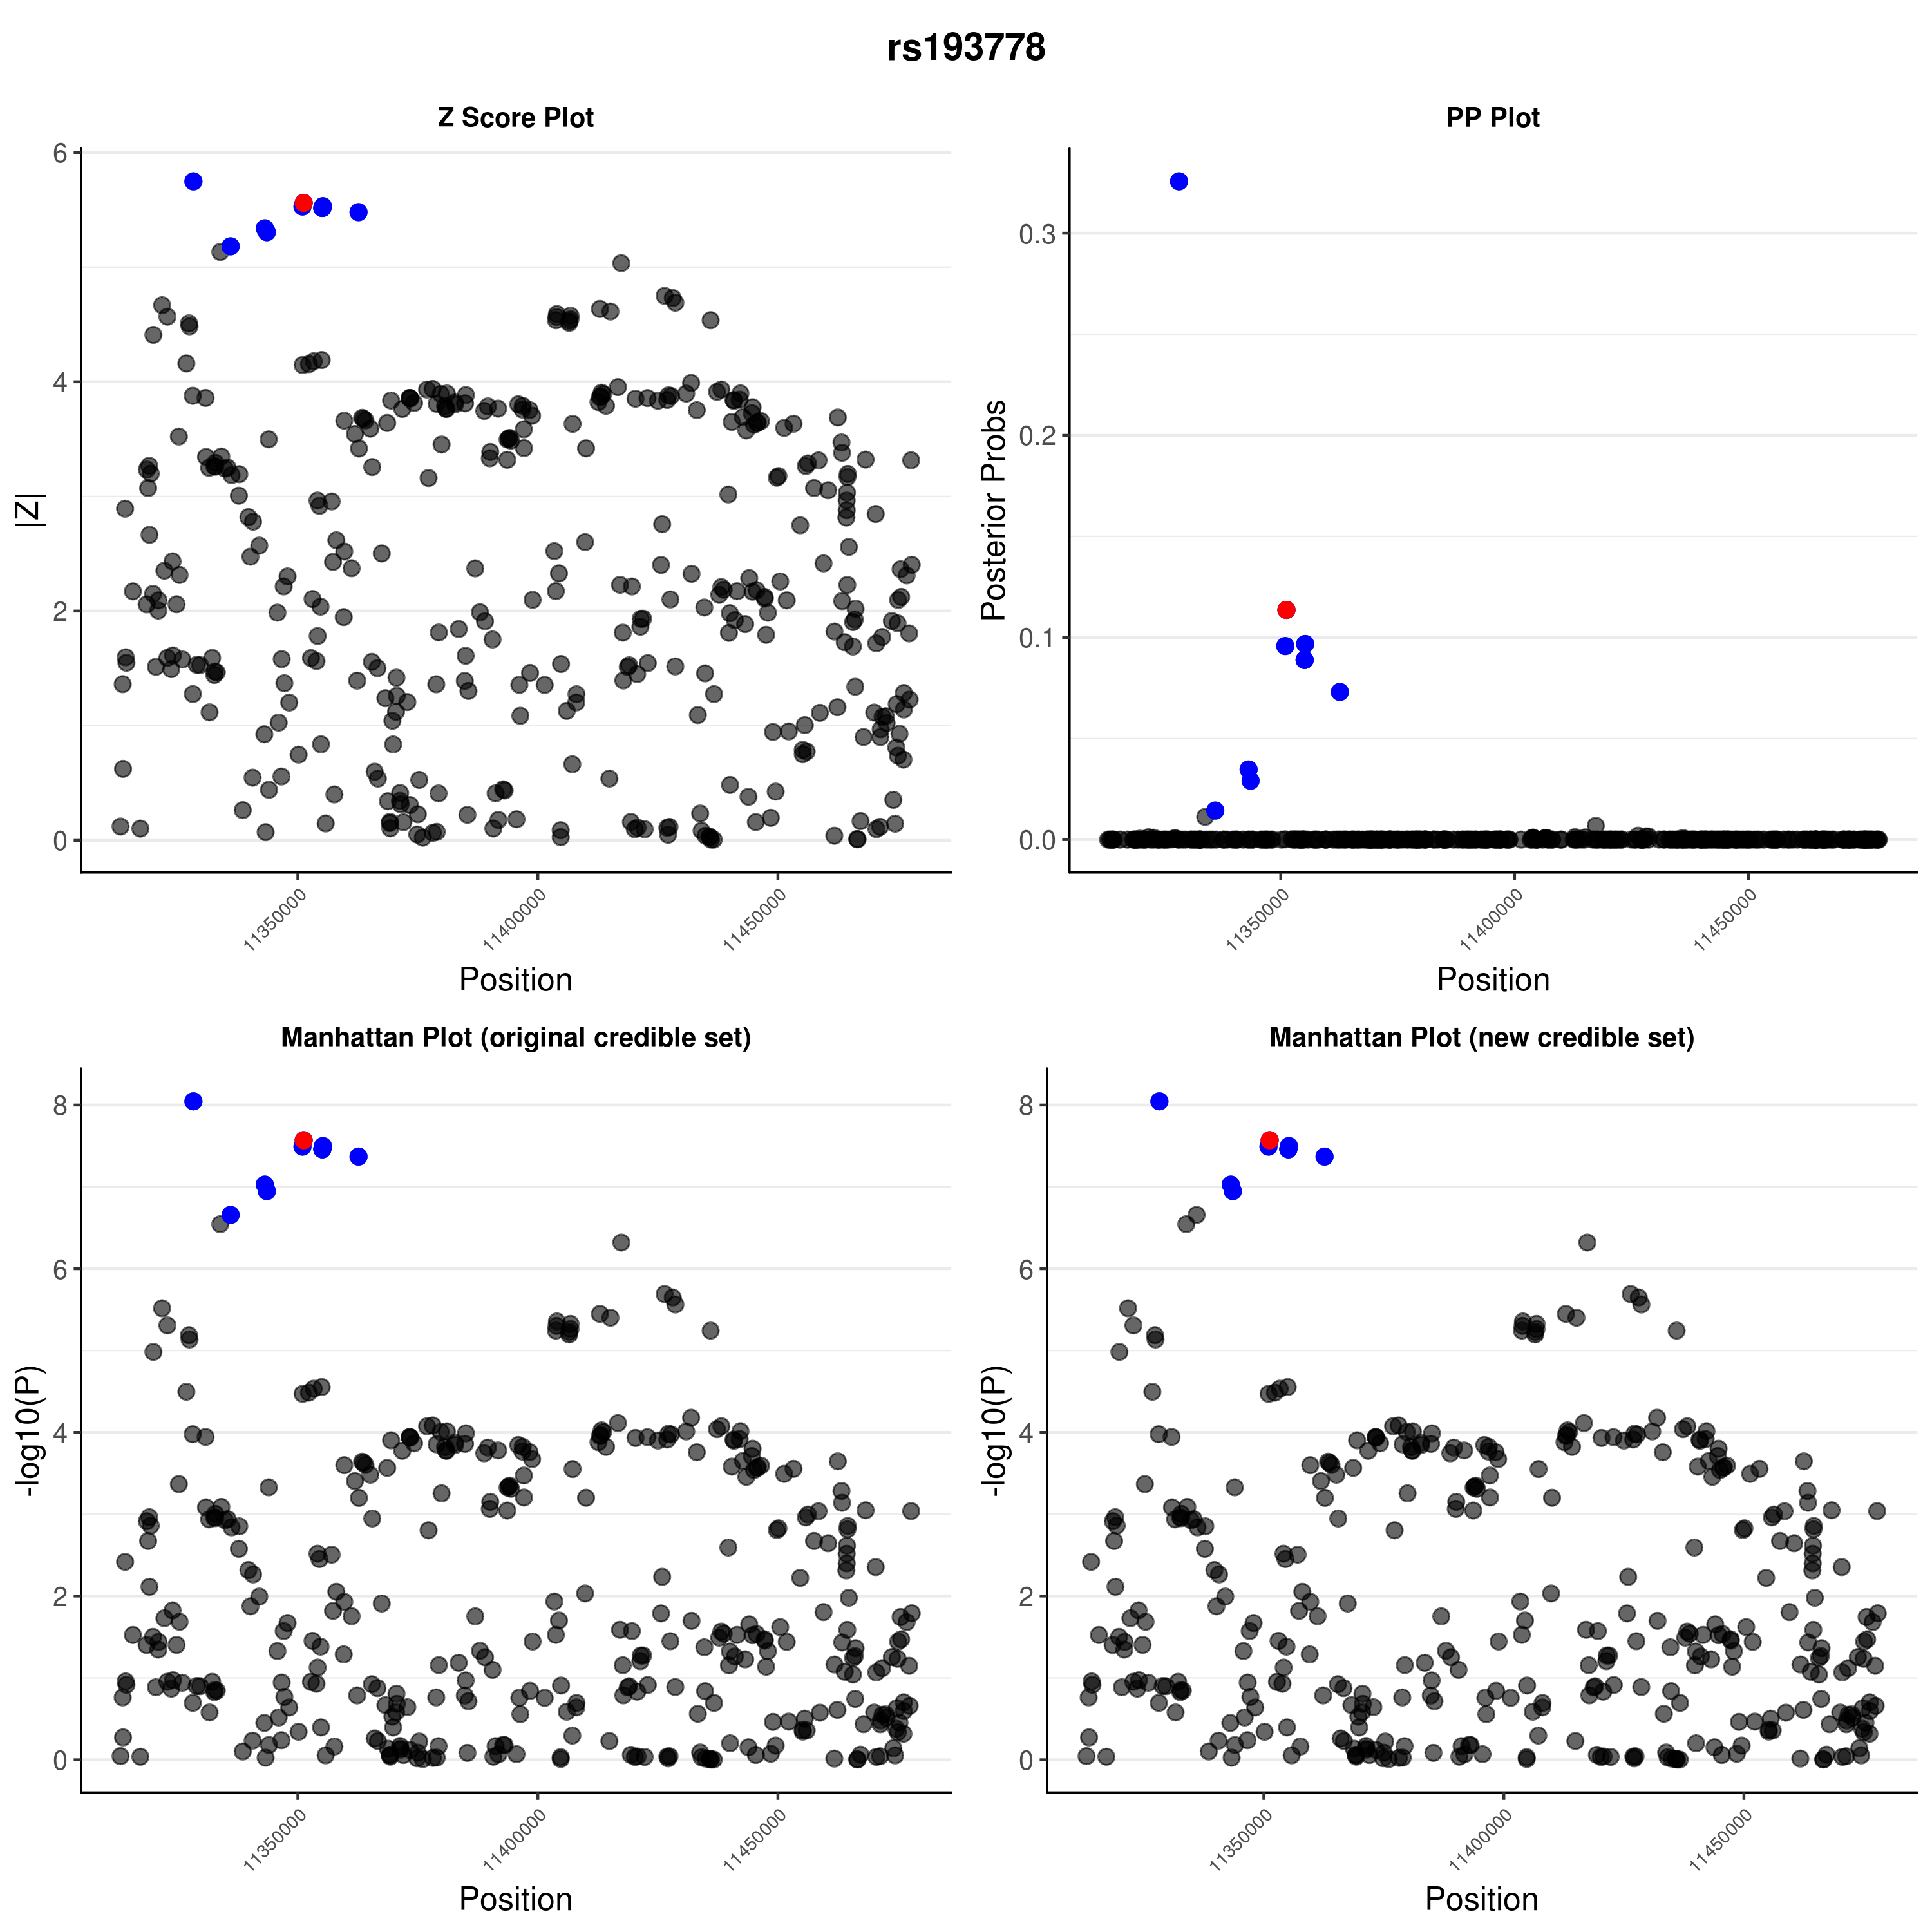 rs193778
Z Score Plot
|Z|
6
4
2
0
11350000
11400000
11450000
Position
PP Plot
Posterior Probs
0.3
0.2
0.1
0.0
11350000
11400000
11450000
Position
Manhattan Plot (original credible set)
-log10(P)
8
6
4
2
0
11350000
11400000
11450000
Position
Manhattan Plot (new credible set)
-log10(P)
8
6
4
2
0
11350000
11400000
11450000
Position